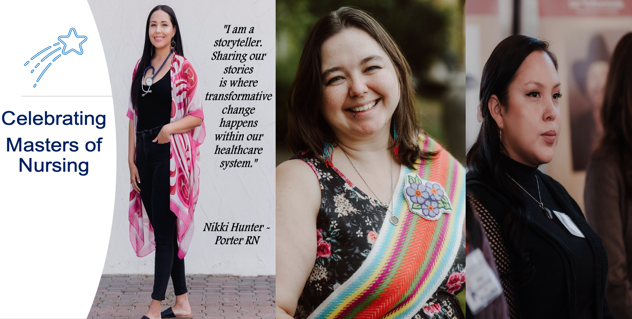 Celebrating
Masters of
Nursing
"I am a
storyteller.
Sharing our
stories
is where
transformative
change
happens
within our
healthcare
system."
Nikki Hunter -
Porter RN